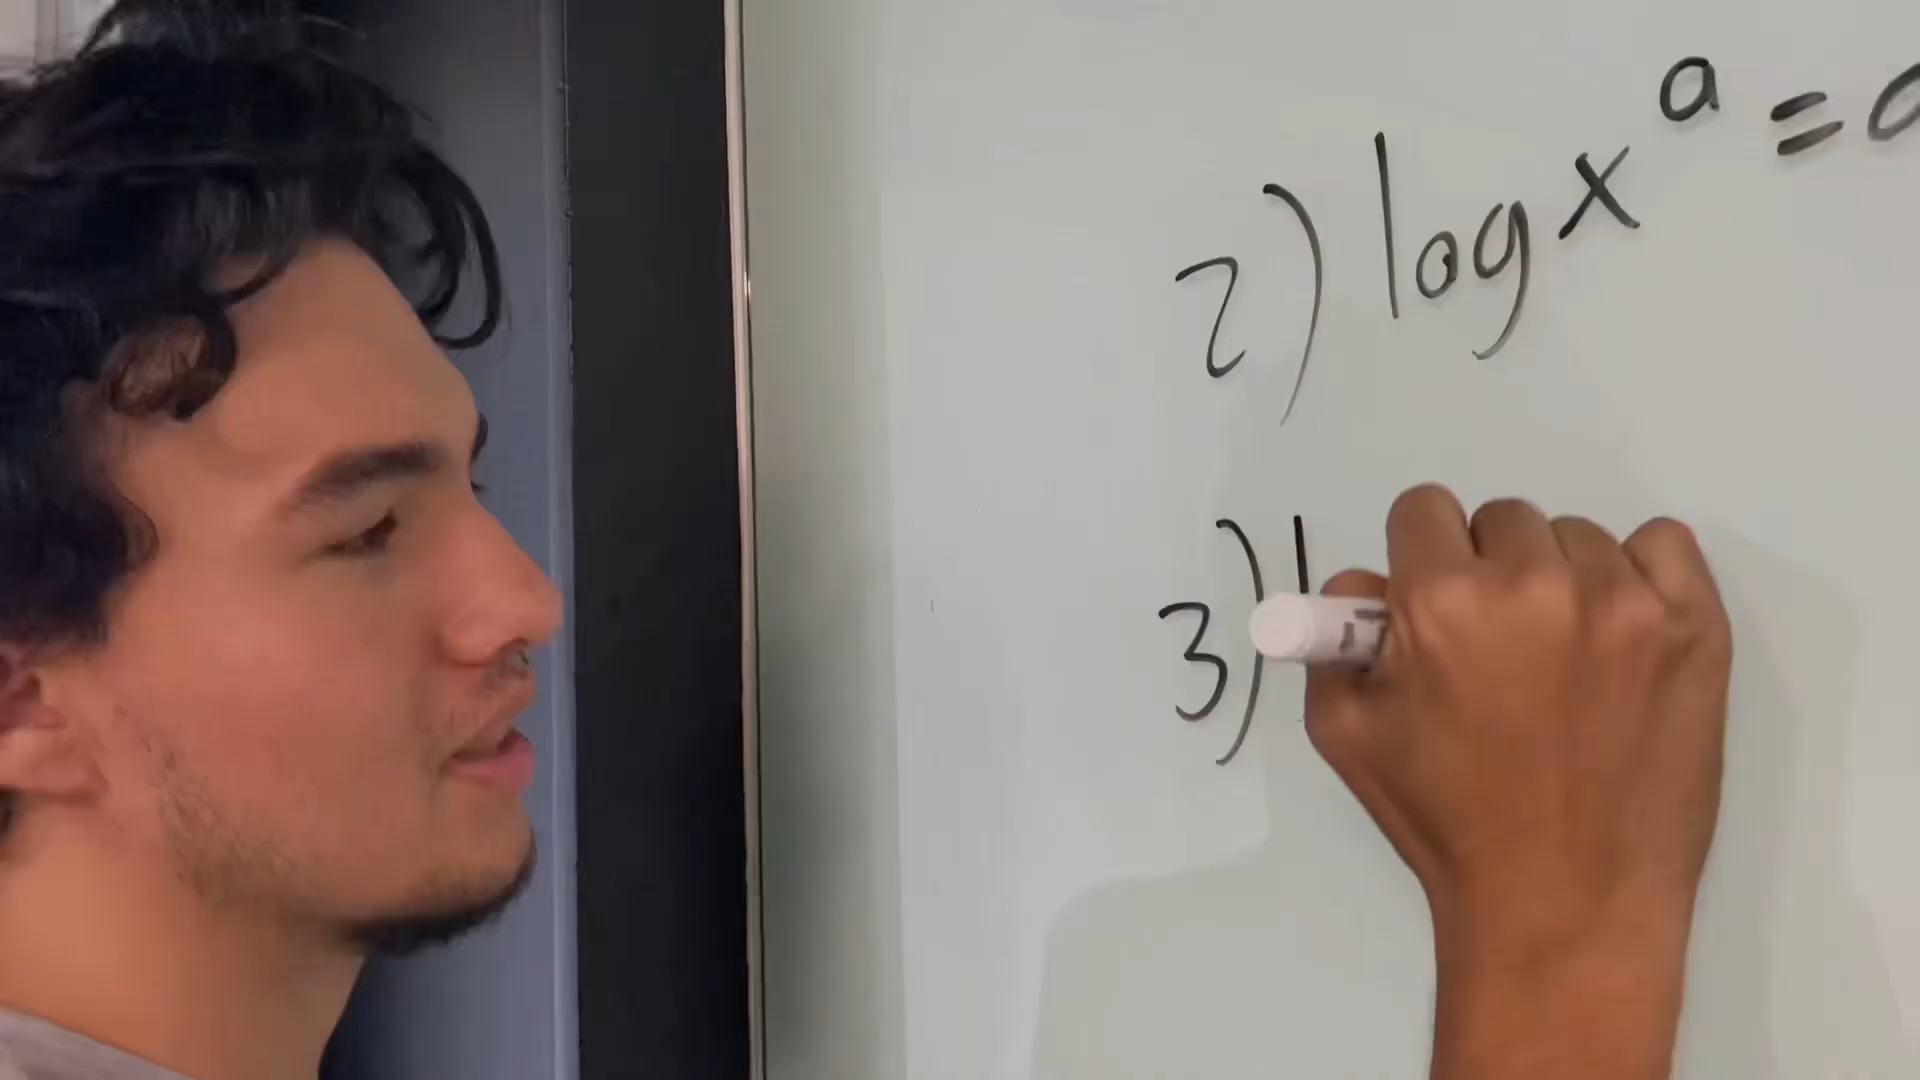 2) log x^a = a
3) l